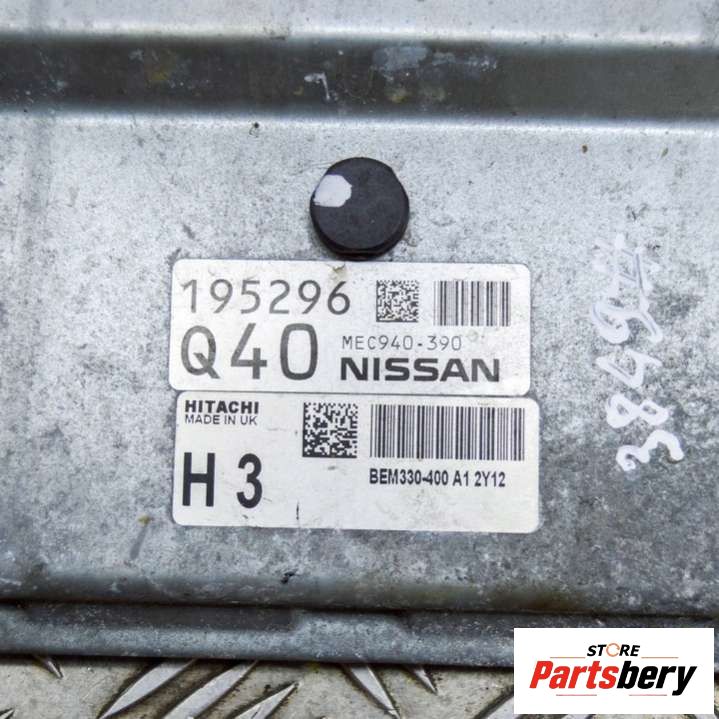 195296
MEC940-390
Q40 NISSAN
HITACHI
MADE IN UK
H 3
BEM330-400 A1 2Y12
STORE
Partsbery